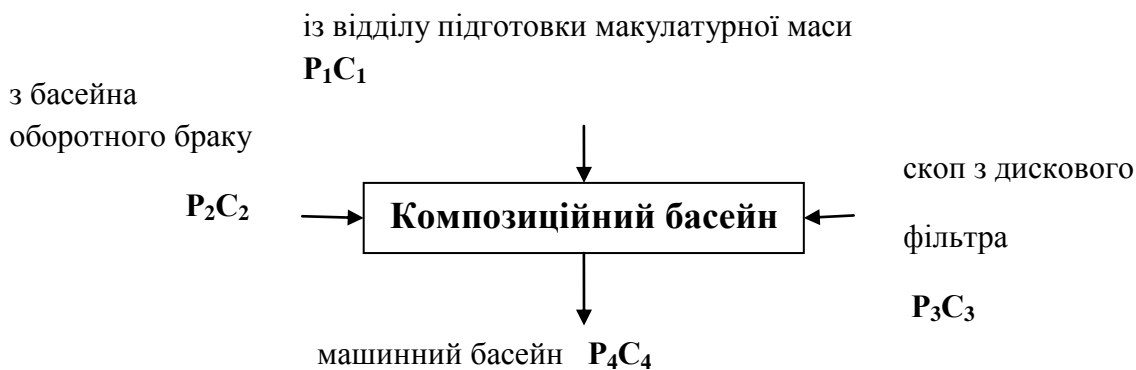 із відділу підготовки макулатурної маси
P₁C₁
з басейна
оборотного браку
P₂C₂
Композиційний басейн
скоп з дискового
фільтра
P₃C₃
машинний басейн P₄C₄